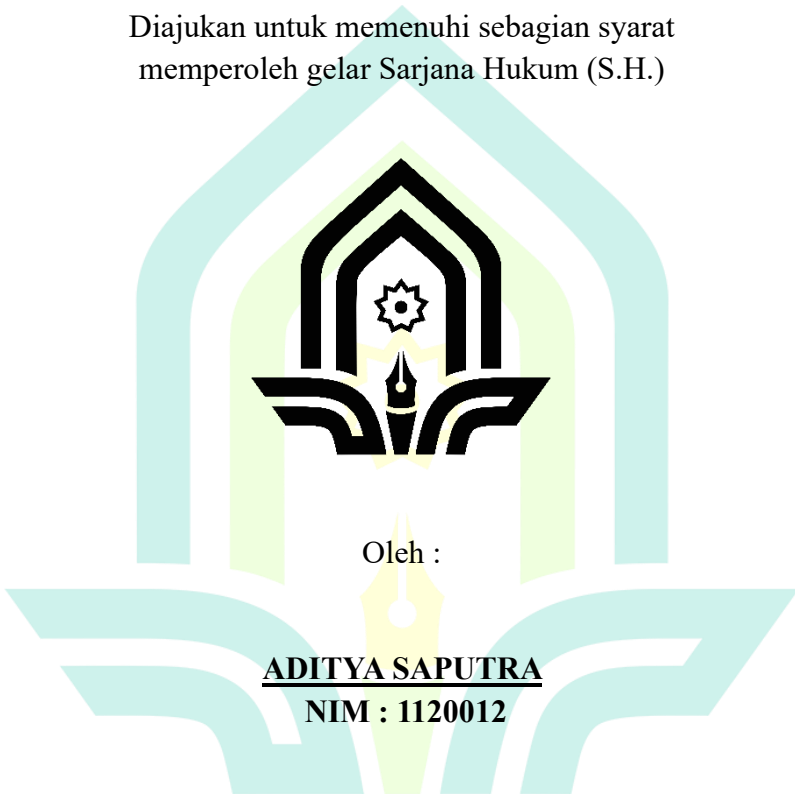 Diajukan untuk memenuhi sebagian syarat
memperoleh gelar Sarjana Hukum (S.H.)
Oleh :
ADITYA SAPUTRA
NIM : 1120012